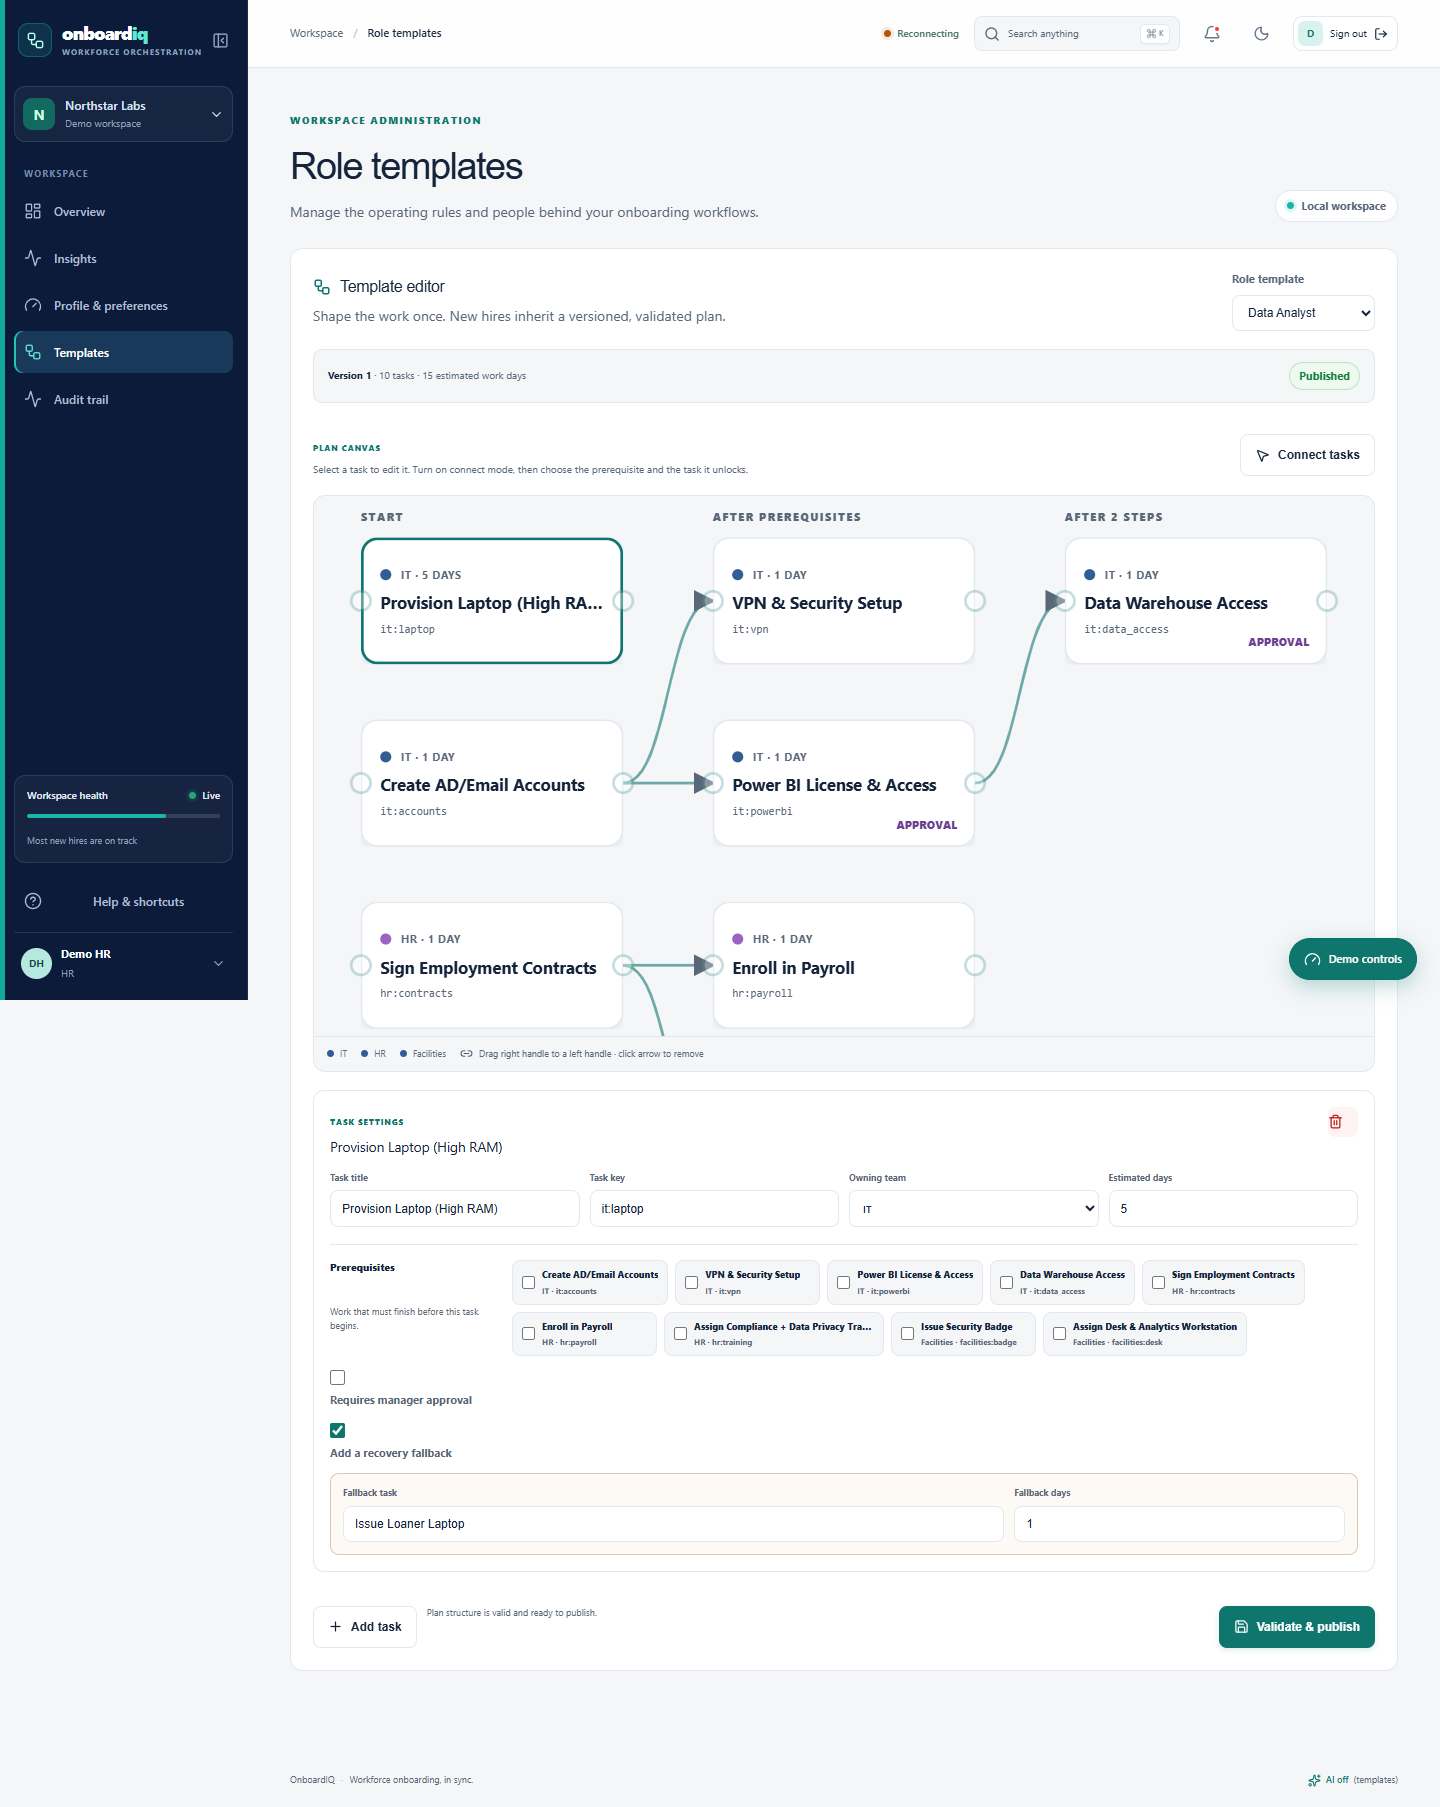 onboardiq
WORKFORCE ORCHESTRATION
N
Northstar Labs
Demo workspace
WORKSPACE
Overview
Insights
Profile & preferences
Templates
Audit trail
Workspace health
Live
Most new hires are on track
Help & shortcuts
DH
Demo HR
HR
Workspace / Role templates
Reconnecting
Search anything
⌘ K
D
Sign out
WORKSPACE ADMINISTRATION
Role templates
Manage the operating rules and people behind your onboarding workflows.
Local workspace
Template editor
Shape the work once. New hires inherit a versioned, validated plan.
Role template
Data Analyst
Version 1 · 10 tasks · 15 estimated work days
Published
PLAN CANVAS
Select a task to edit it. Turn on connect mode, then choose the prerequisite and the task it unlocks.
Connect tasks
START
AFTER PREREQUISITES
AFTER 2 STEPS
IT · 5 DAYS
Provision Laptop (High RA...
it:laptop
IT · 1 DAY
VPN & Security Setup
it:vpn
IT · 1 DAY
Data Warehouse Access
it:data_access
APPROVAL
IT · 1 DAY
Create AD/Email Accounts
it:accounts
IT · 1 DAY
Power BI License & Access
it:powerbi
APPROVAL
HR · 1 DAY
Sign Employment Contracts
hr:contracts
HR · 1 DAY
Enroll in Payroll
hr:payroll
Demo controls
IT
HR
Facilities
Drag right handle to a left handle · click arrow to remove
TASK SETTINGS
Provision Laptop (High RAM)
Task title
Provision Laptop (High RAM)
Task key
it:laptop
Owning team
IT
Estimated days
5
Prerequisites
Work that must finish before this task
begins.
Create AD/Email Accounts
IT · it:accounts
VPN & Security Setup
IT · it:vpn
Power BI License & Access
IT · it:powerbi
Data Warehouse Access
IT · it:data_access
Sign Employment Contracts
HR · hr:contracts
Enroll in Payroll
HR · hr:payroll
Assign Compliance + Data Privacy Tra...
HR · hr:training
Issue Security Badge
Facilities · facilities:badge
Assign Desk & Analytics Workstation
Facilities · facilities:desk
Requires manager approval
Add a recovery fallback
Fallback task
Issue Loaner Laptop
Fallback days
1
Add task
Plan structure is valid and ready to publish.
Validate & publish
OnboardIQ · Workforce onboarding, in sync.
AI off (templates)